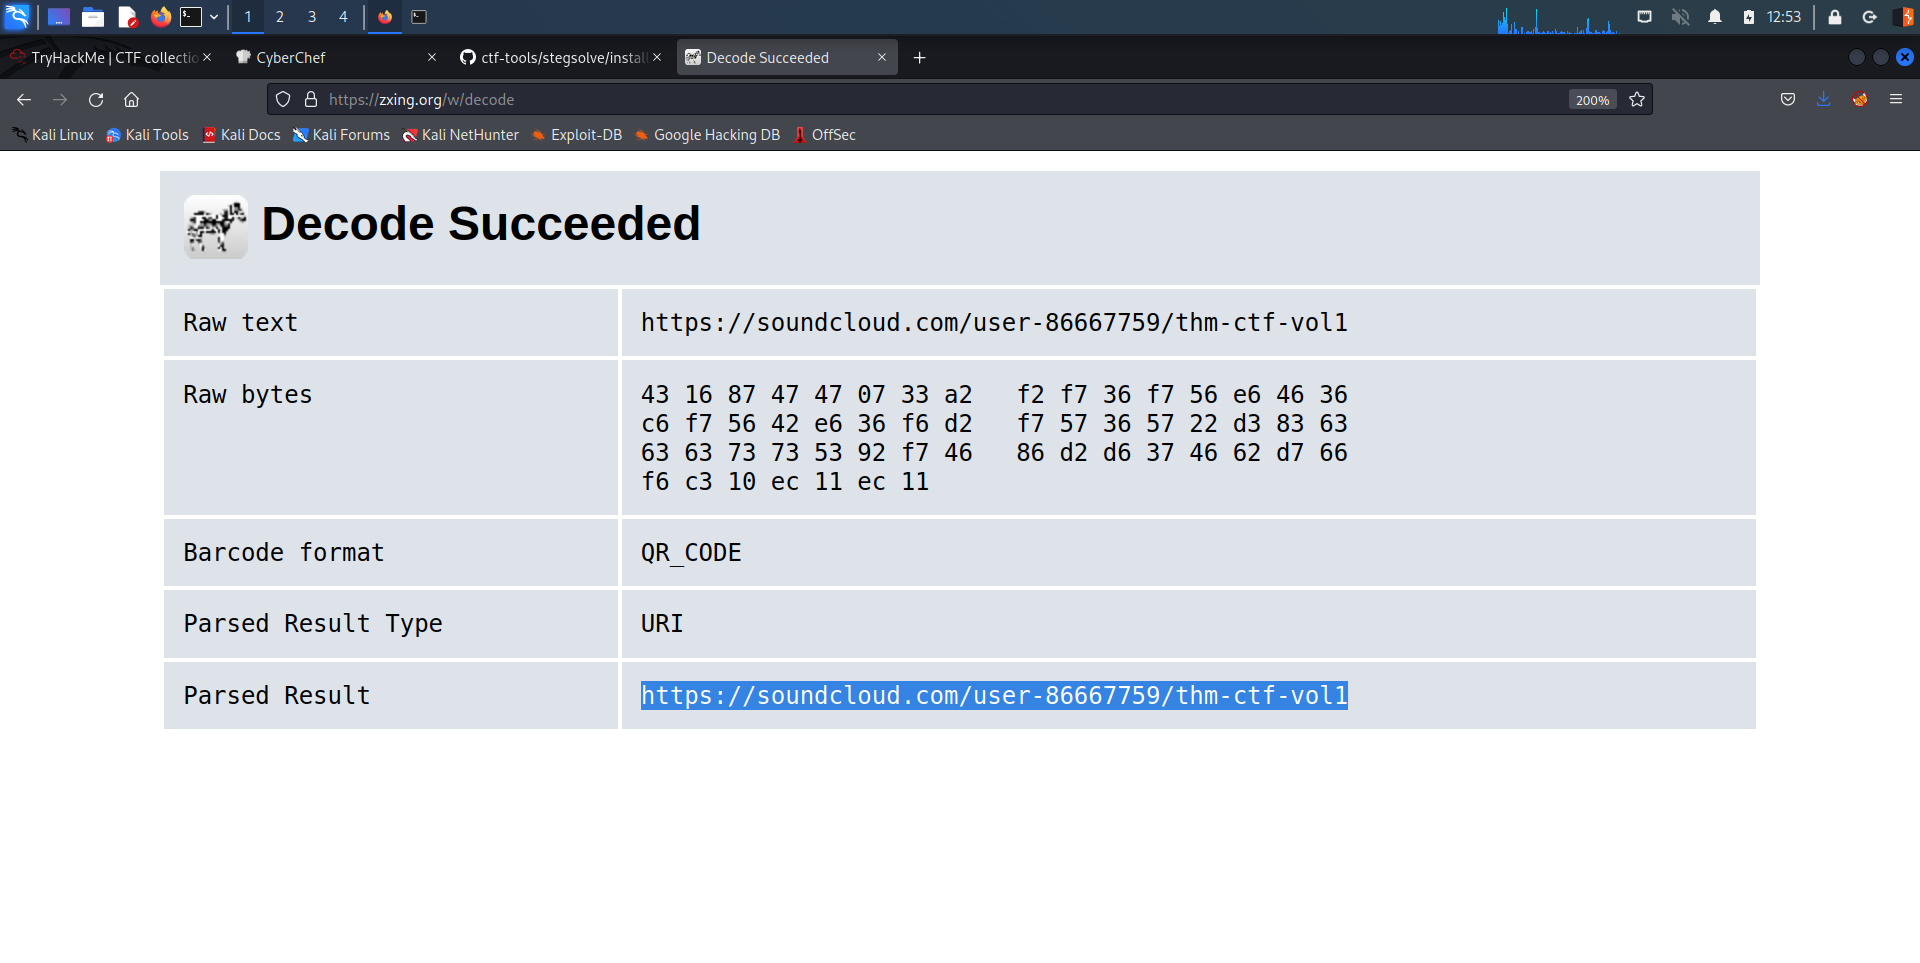 1 2 3 4 12:53
TryHackMe | CTF collectio CyberChef ctf-tools/stegsolve/instal Decode Succeeded
https://zxing.org/w/decode 200%
Kali Linux Kali Tools Kali Docs Kali Forums Kali NetHunter Exploit-DB Google Hacking DB OffSec
Decode Succeeded
Raw text https://soundcloud.com/user-86667759/thm-ctf-vol1
Raw bytes 43 16 87 47 47 07 33 a2 f2 f7 36 f7 56 e6 46 36
c6 f7 56 42 e6 36 f6 d2 f7 57 36 57 22 d3 83 63
63 63 73 73 53 92 f7 46 86 d2 d6 37 46 62 d7 66
f6 c3 10 ec 11 ec 11
Barcode format QR_CODE
Parsed Result Type URI
Parsed Result https://soundcloud.com/user-86667759/thm-ctf-vol1